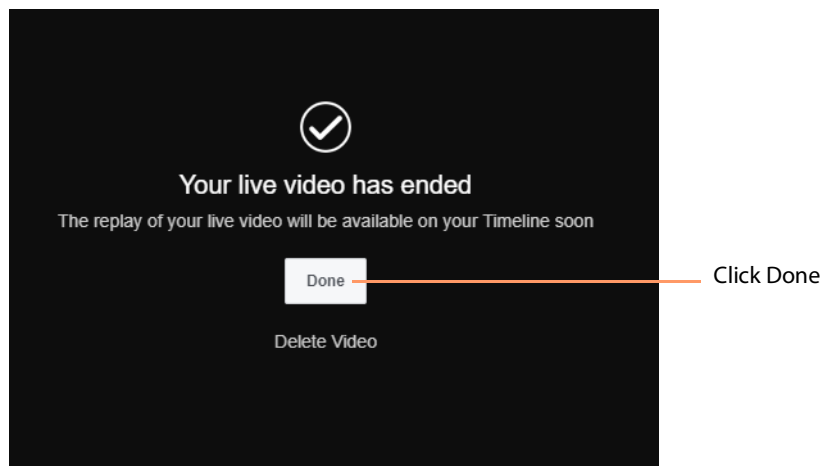 Your live video has ended
The replay of your live video will be available on your Timeline soon
Done
Click Done
Delete Video